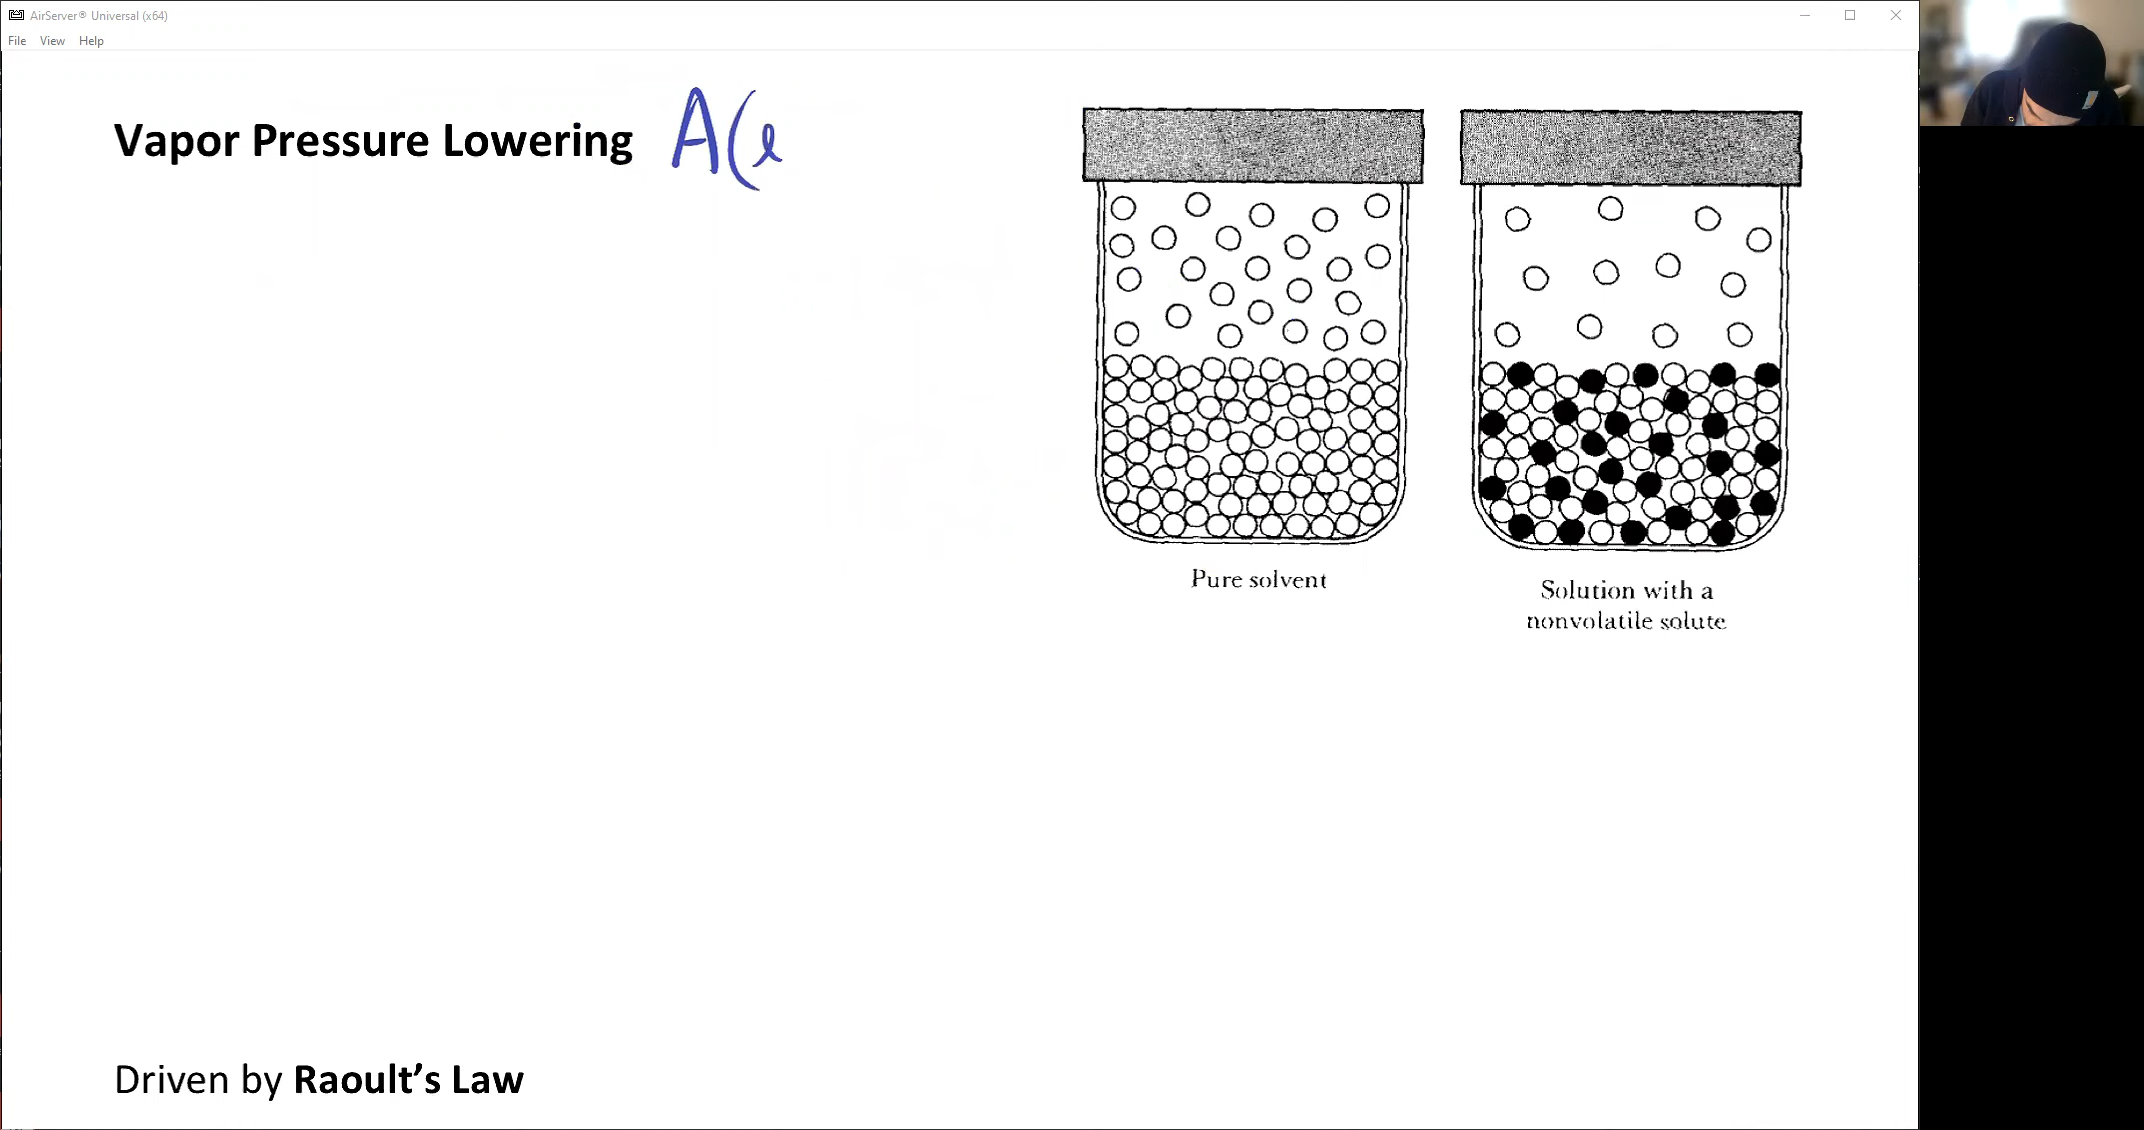 AirServer® Universal (x64)
File View Help
Vapor Pressure Lowering A(l
Pure solvent
Solution with a
nonvolatile solute
Driven by Raoult's Law